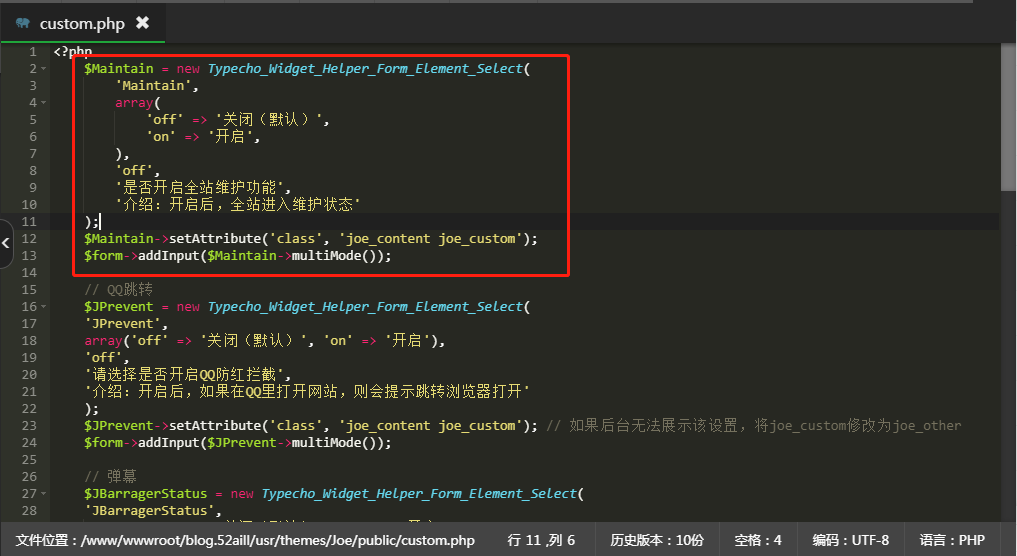 custom.php ✖
1 <?php
2 $Maintain = new Typecho_Widget_Helper_Form_Element_Select(
3 'Maintain',
4 array(
5 'off' => '关闭（默认）',
6 'on' => '开启',
7 ),
8 'off',
9 '是否开启全站维护功能',
10 '介绍：开启后，全站进入维护状态'
11 );
12 $Maintain->setAttribute('class', 'joe_content joe_custom');
13 $form->addInput($Maintain->multiMode());
14
15 // QQ跳转
16 $JPrevent = new Typecho_Widget_Helper_Form_Element_Select(
17 'JPrevent',
18 array('off' => '关闭（默认）', 'on' => '开启'),
19 'off',
20 '请选择是否开启QQ防红拦截',
21 '介绍：开启后，如果在QQ里打开网站，则会提示跳转浏览器打开'
22 );
23 $JPrevent->setAttribute('class', 'joe_content joe_custom'); // 如果后台无法展示该设置，将joe_custom修改为joe_other
24 $form->addInput($JPrevent->multiMode());
25
26 // 弹幕
27 $JBarragerStatus = new Typecho_Widget_Helper_Form_Element_Select(
28 'JBarragerStatus',
文件位置：/www/wwwroot/blog.52aill/usr/themes/Joe/public/custom.php 行 11 ,列 6 历史版本：10份 空格：4 编码：UTF-8 语言：PHP